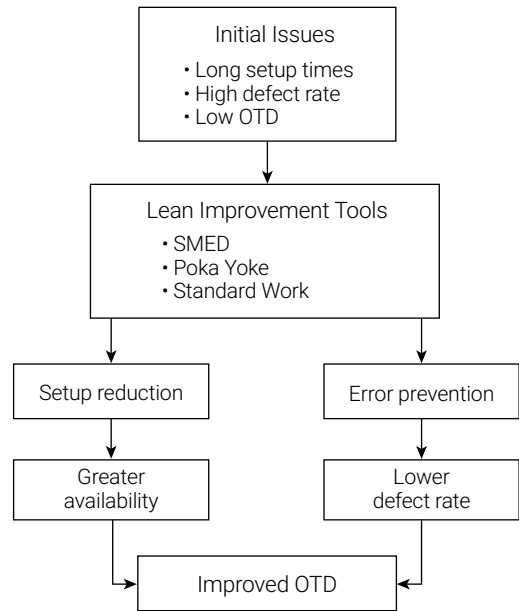 Initial Issues
• Long setup times
• High defect rate
• Low OTD
Lean Improvement Tools
• SMED
• Poka Yoke
• Standard Work
Setup reduction
Error prevention
Greater
availability
Lower
defect rate
Improved OTD